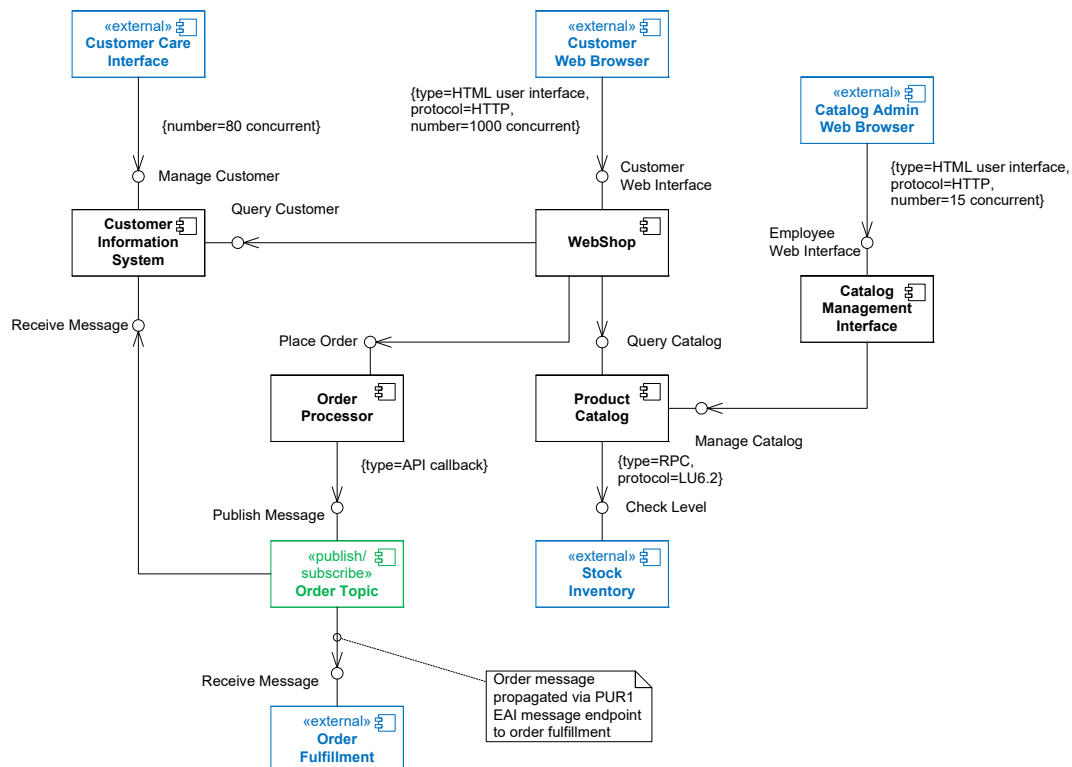 «external»
Customer Care
Interface
«external»
Customer
Web Browser
«external»
Catalog Admin
Web Browser
{number=80 concurrent}
{type=HTML user interface,
protocol=HTTP,
number=1000 concurrent}
{type=HTML user interface,
protocol=HTTP,
number=15 concurrent}
Manage Customer
Customer
Web Interface
Query Customer
Customer
Information
System
WebShop
Employee
Web Interface
Catalog
Management
Interface
Receive Message
Place Order
Query Catalog
Order
Processor
Product
Catalog
Manage Catalog
{type=API callback}
{type=RPC,
protocol=LU6.2}
Publish Message
Check Level
«publish/
subscribe»
Order Topic
«external»
Stock
Inventory
Receive Message
Order message
propagated via PUR1
EAI message endpoint
to order fulfillment
«external»
Order
Fulfillment